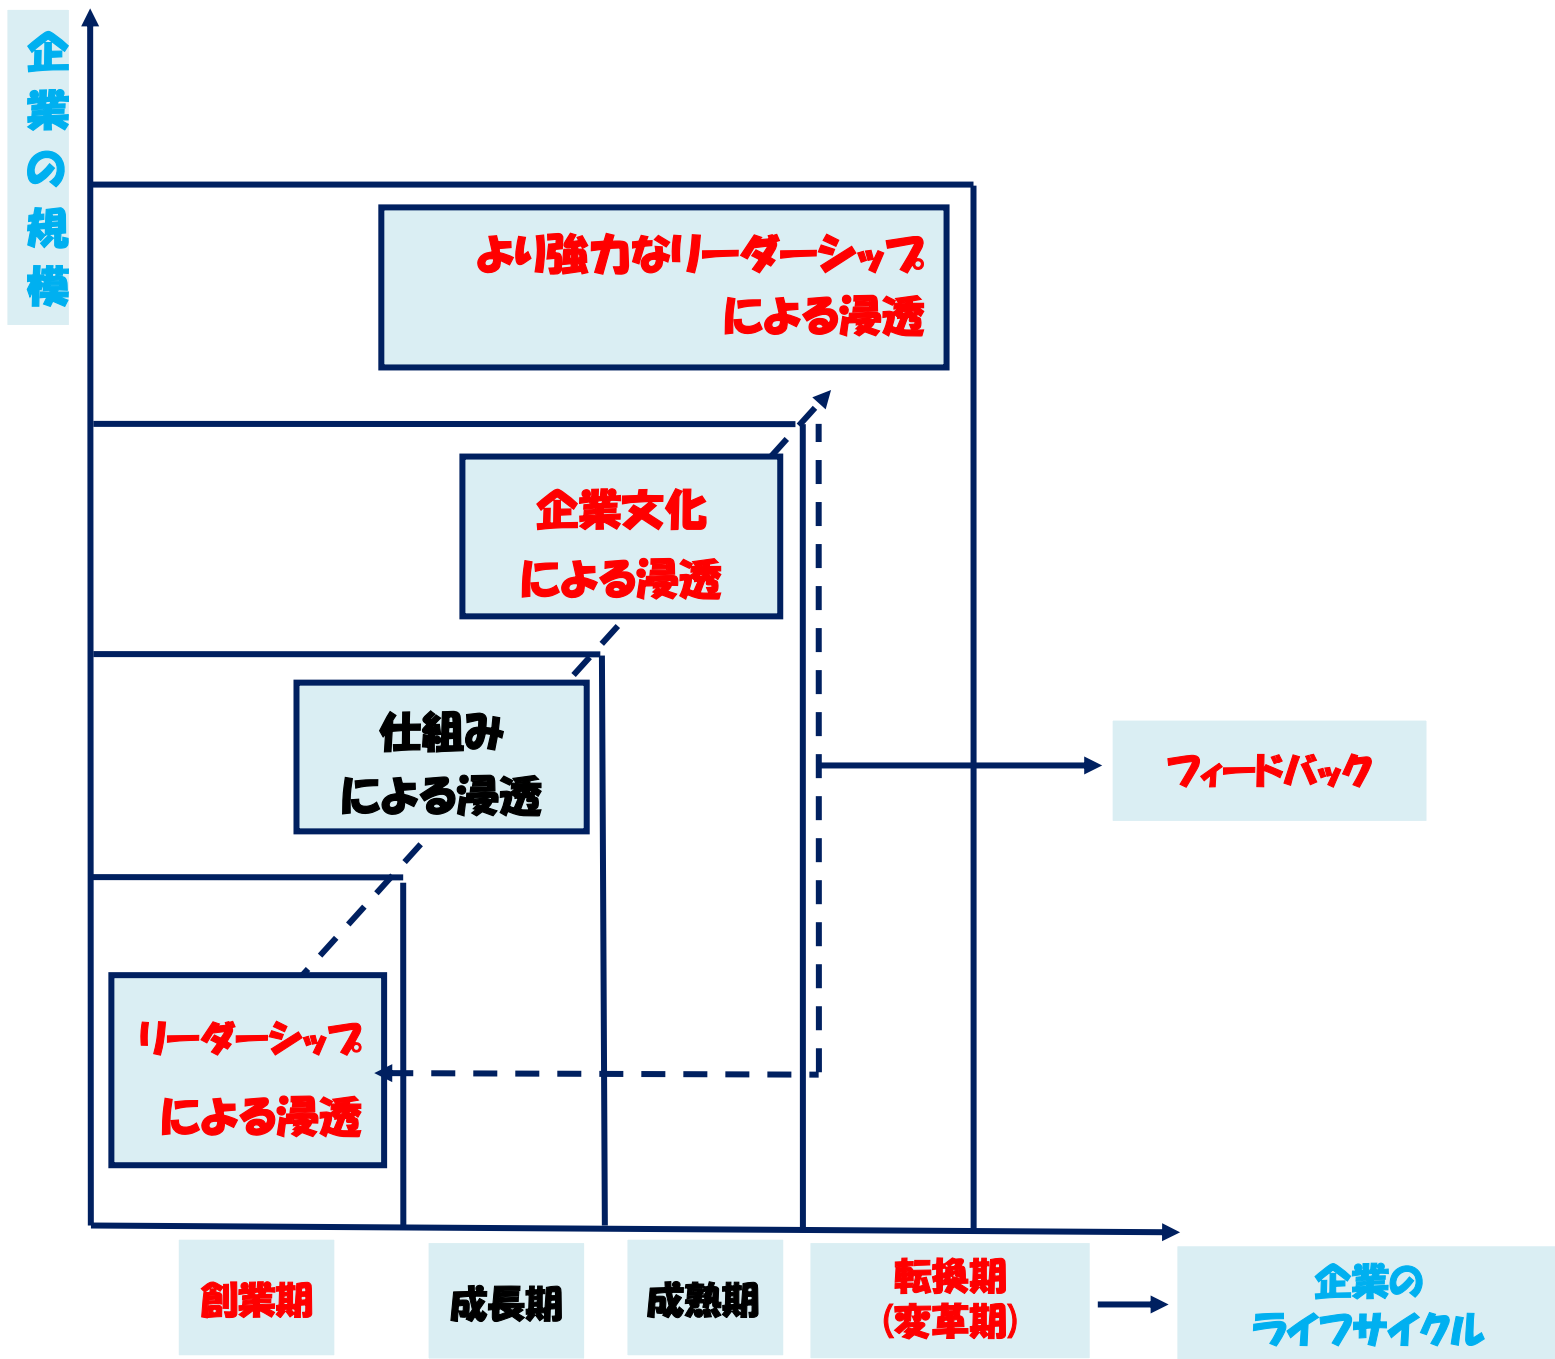 企業の規模
より強力なリーダーシップ
による浸透
企業文化
による浸透
仕組み
による浸透
フィードバック
リーダーシップ
による浸透
創業期
成長期
成熟期
転換期
(変革期)
企業の
ライフサイクル